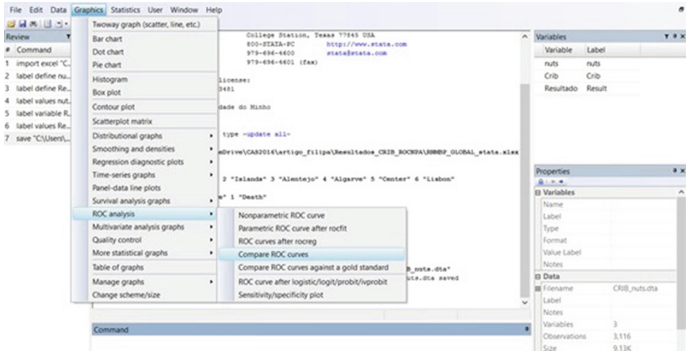 File Edit Data Graphics Statistics User Window Help
Review
# Command
1 import excel "C..
2 label define nu..
3 label define Re..
4 label values nut..
5 label variable R..
6 label values Re..
7 save "C:\Users\..
Twoway graph (scatter, line, etc.)
Bar chart
Dot chart
Pie chart
Histogram
Box plot
Contour plot
Scatterplot matrix
Distributional graphs
Smoothing and densities
Regression diagnostic plots
Time-series graphs
Panel-data line plots
Survival analysis graphs
ROC analysis
Multivariate analysis graphs
Quality control
More statistical graphs
Table of graphs
Manage graphs
Change scheme/size
Nonparametric ROC curve
Parametric ROC curve after rocfit
ROC curves after rocreg
Compare ROC curves
Compare ROC curves against a gold standard
ROC curve after logistic/logit/probit/ivprobit
Sensitivity/specificity plot
College Station, Texas 77845 USA
800-STATA-PC http://www.stata.com
979-696-4600 stata@stata.com
979-696-4601 (fax)
license:
3481
dade do Minho
type -update all-
eDrive\CAS2016\artigo_filipa\Resultados_CRIB_ROCNPA\
2 "Islands" 3 "Alentejo" 4 "Algarve" 5 "Center" 6 "Lisbon"
" 1 "Death"
B_nuts.dta"
uts.dta saved
Command
Variables
Variable Label
nuts nuts
Crib Crib
Resultado Result
Properties
Variables
Name
Label
Type
Format
Value Label
Notes
Data
Filename CRIB_nuts.dta
Label
Notes
Variables 3
Observations 3,116
Size 9.13K